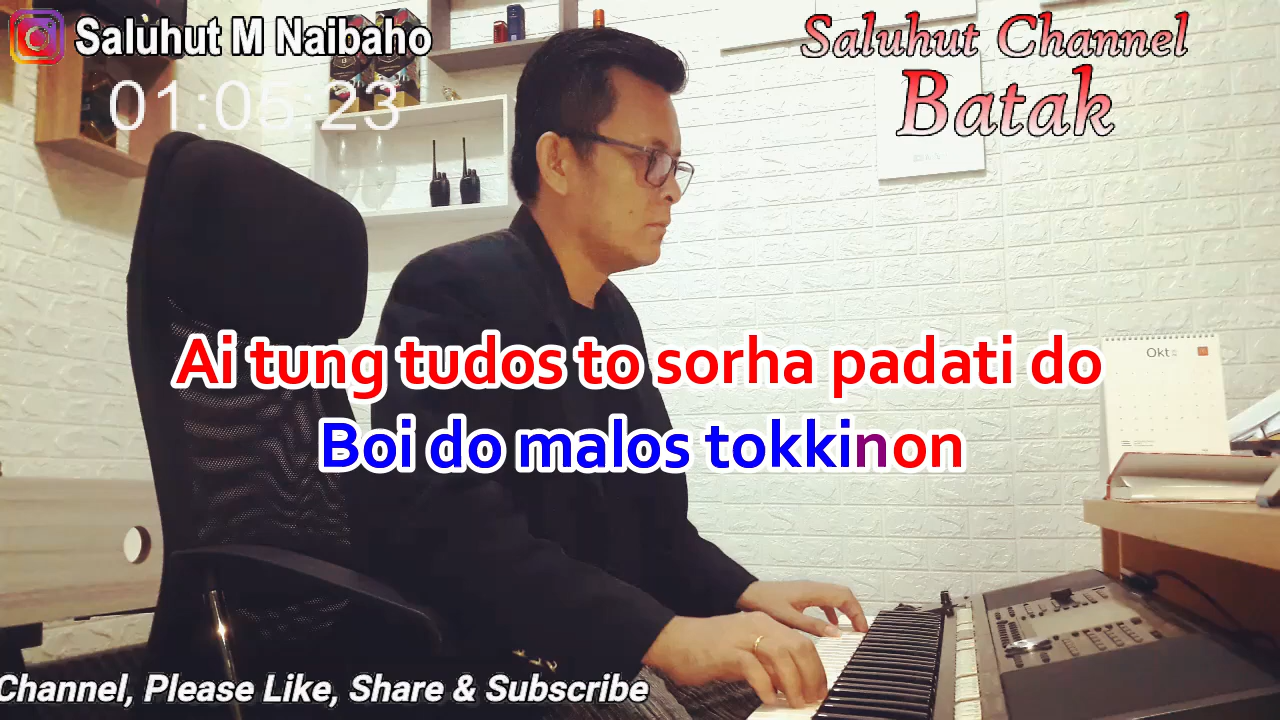 Saluhut M Naibaho
Saluhut Channel
Batak
01:05:23
Ai tung tudos to sorha padati do
Boi do malos tokkinon
Okt
Channel, Please Like, Share & Subscribe